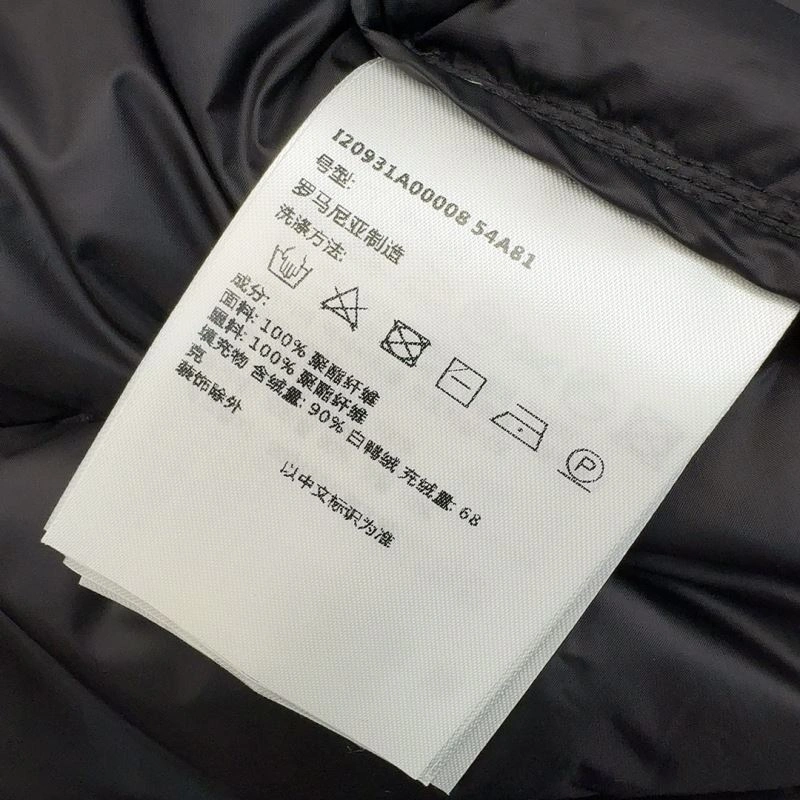 I20931A00008 54A81
号型:
罗马尼亚制造
洗涤方法:
P
成分:
面料: 100% 聚酯纤维
里料: 100% 聚酯纤维
填充物 含绒量: 90% 白鸭绒 充绒量: 68
克
装饰除外
以中文标识为准